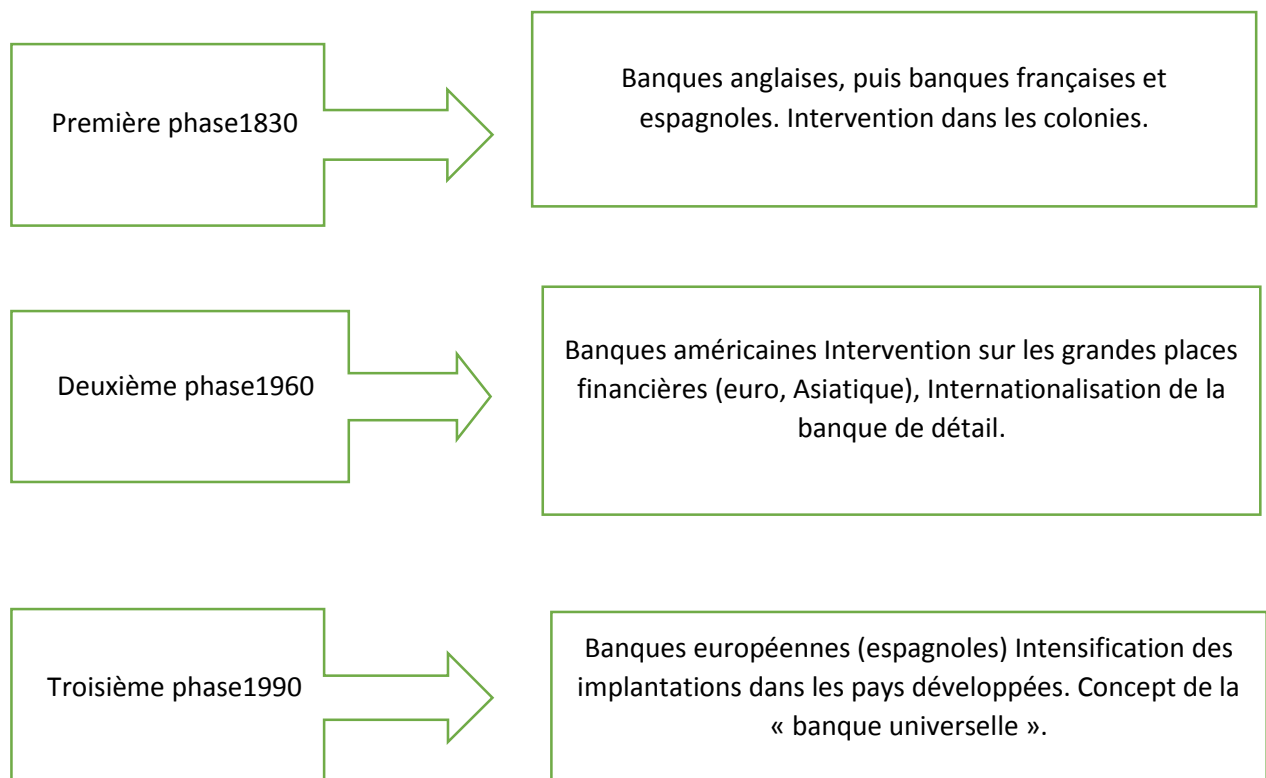 Première phase1830
Banques anglaises, puis banques françaises et
espagnoles. Intervention dans les colonies.
Deuxième phase1960
Banques américaines Intervention sur les grandes places
financières (euro, Asiatique), Internationalisation de la
banque de détail.
Troisième phase1990
Banques européennes (espagnoles) Intensification des
implantations dans les pays développées. Concept de la
« banque universelle ».